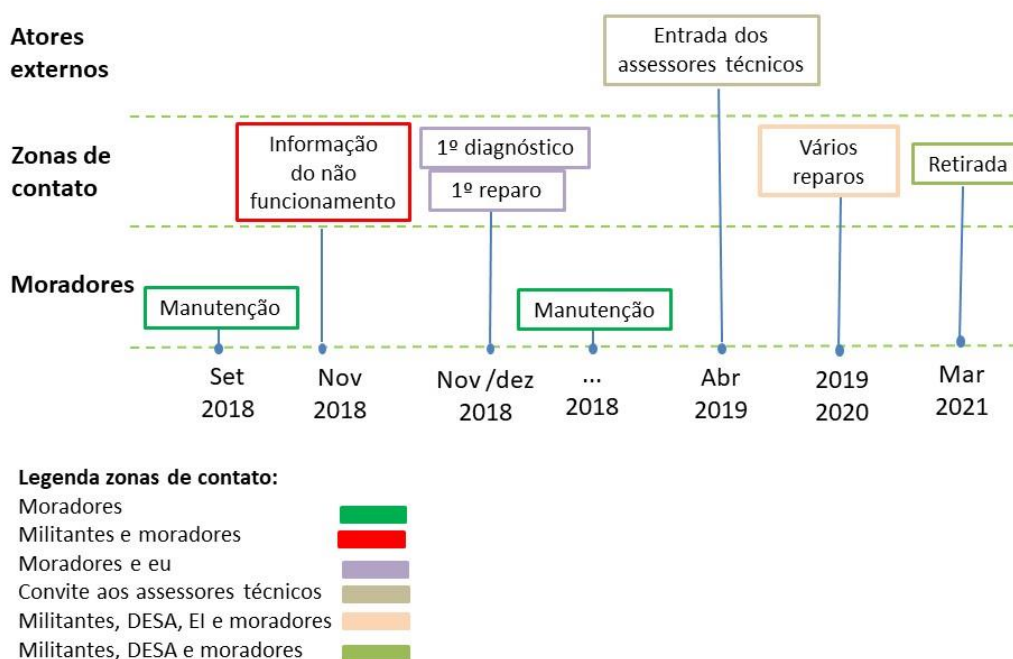 Atores
externos
Entrada dos
assessores técnicos
Zonas de
contato
Informação
do não
funcionamento
1º diagnóstico
1º reparo
Vários
reparos
Retirada
Moradores
Manutenção
Manutenção
Set
2018
Nov
2018
Nov/dez
2018
...
2018
Abr
2019
2019
2020
Mar
2021
Legenda zonas de contato:
Moradores
Militantes e moradores
Moradores e eu
Convite aos assessores técnicos
Militantes, DESA, EI e moradores
Militantes, DESA e moradores